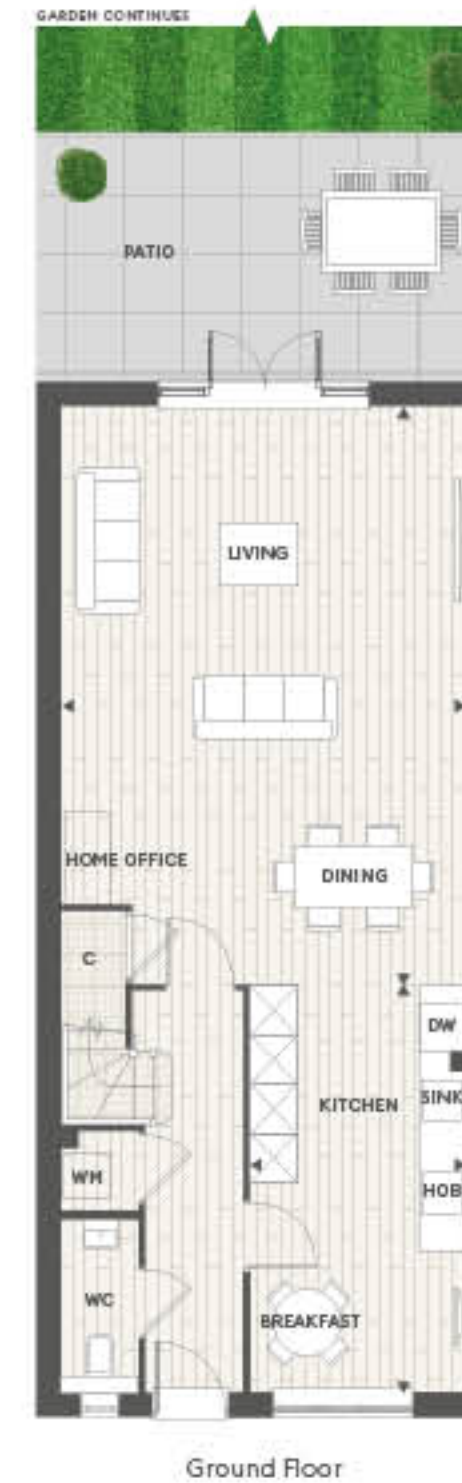 GARDEN CONTINUES
PATIO
LIVING
HOME OFFICE
DINING
C
DW
KITCHEN
SINK
WM
HOB
WC
BREAKFAST
Ground Floor